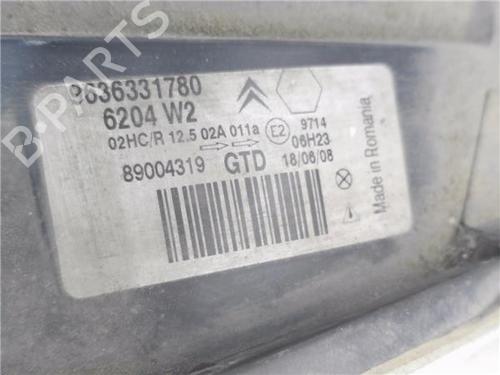 9636331780
6204 W2
02HC/R 12.5 02A 011a E2 9714
06H23
89004319 GTD 18/06/08
Made in Romania
B-PARTS